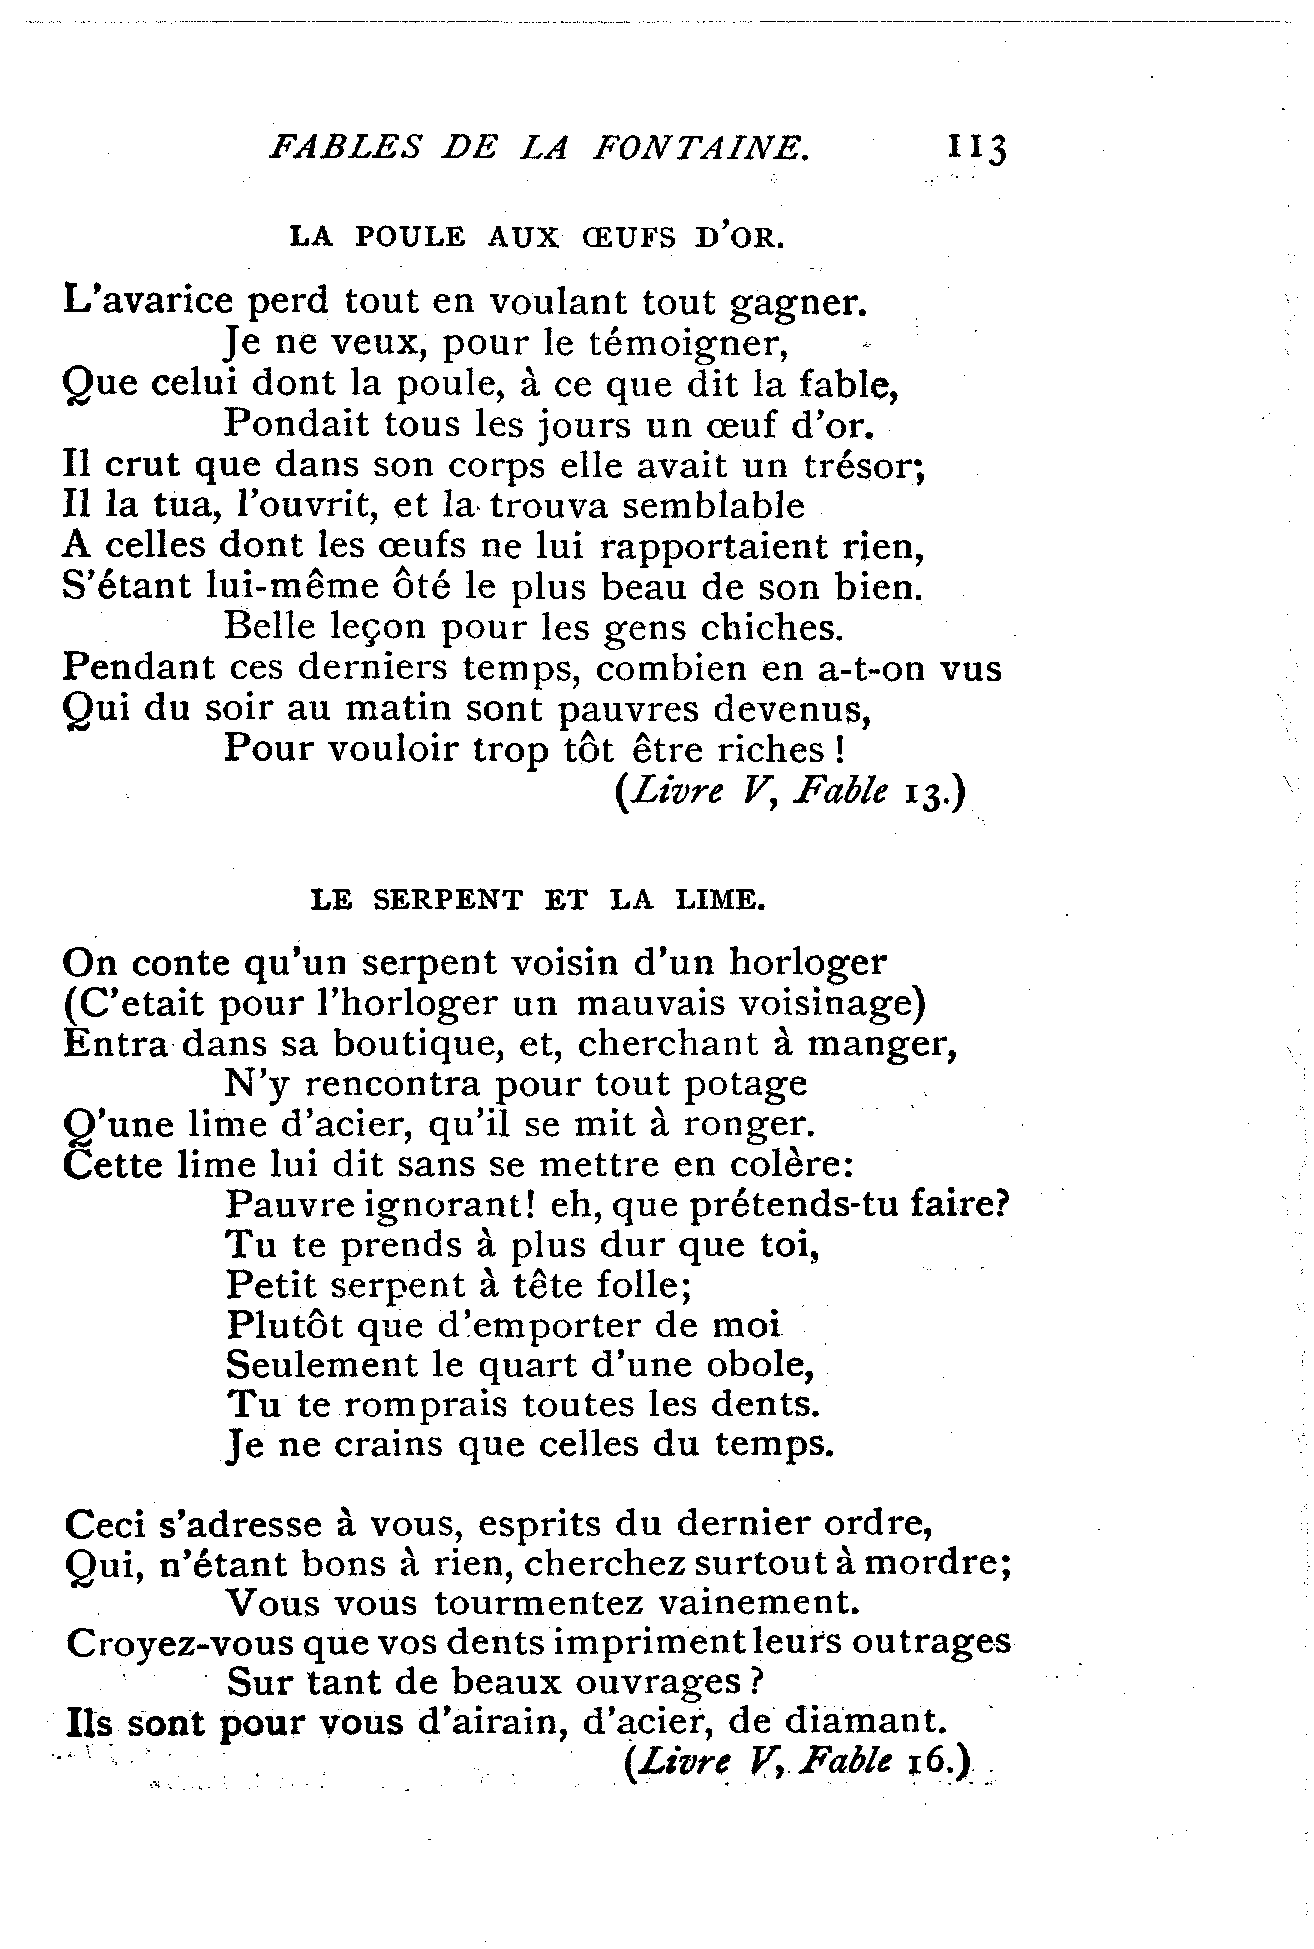 FABLES DE LA FONTAINE. 113
LA POULE AUX ŒUFS D'OR.
L'avarice perd tout en voulant tout gagner.
Je ne veux, pour le témoigner,
Que celui dont la poule, à ce que dit la fable,
Pondait tous les jours un œuf d'or.
Il crut que dans son corps elle avait un trésor;
Il la tua, l'ouvrit, et la trouva semblable
A celles dont les œufs ne lui rapportaient rien,
S'étant lui-même ôté le plus beau de son bien.
Belle leçon pour les gens chiches.
Pendant ces derniers temps, combien en a-t-on vus
Qui du soir au matin sont pauvres devenus,
Pour vouloir trop tôt être riches !
(Livre V, Fable 13.)
LE SERPENT ET LA LIME.
On conte qu'un serpent voisin d'un horloger
(C'etait pour l'horloger un mauvais voisinage)
Entra dans sa boutique, et, cherchant à manger,
N'y rencontra pour tout potage
Q'une lime d'acier, qu'il se mit à ronger.
Cette lime lui dit sans se mettre en colère:
Pauvre ignorant! eh, que prétends-tu faire?
Tu te prends à plus dur que toi,
Petit serpent à tête folle;
Plutôt que d'emporter de moi
Seulement le quart d'une obole,
Tu te romprais toutes les dents.
Je ne crains que celles du temps.
Ceci s'adresse à vous, esprits du dernier ordre,
Qui, n'étant bons à rien, cherchez surtout à mordre;
Vous vous tourmentez vainement.
Croyez-vous que vos dents impriment leurs outrages
Sur tant de beaux ouvrages ?
Ils sont pour vous d'airain, d'acier, de diamant.
(Livre V, Fable 16.)